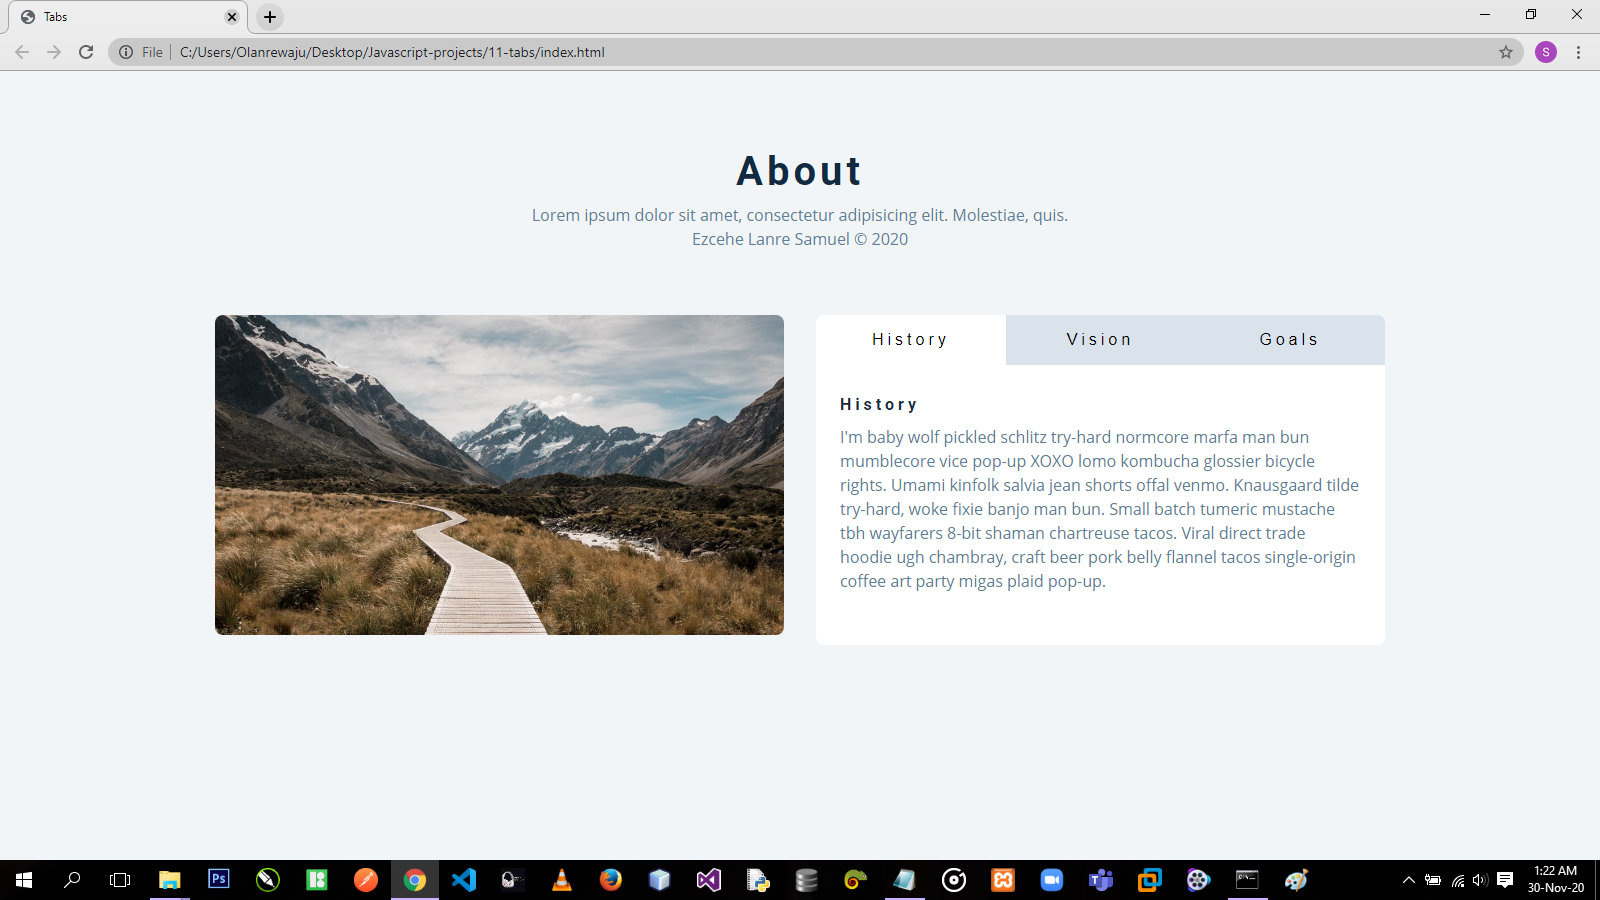 Tabs
File
C:/Users/Olanrewaju/Desktop/Javascript-projects/11-tabs/index.html
S
About
Lorem ipsum dolor sit amet, consectetur adipisicing elit. Molestiae, quis.
Ezcehe Lanre Samuel © 2020
History
Vision
Goals
History
I'm baby wolf pickled schlitz try-hard normcore marfa man bun
mumblecore vice pop-up XOXO lomo kombucha glossier bicycle
rights. Umami kinfolk salvia jean shorts offal venmo. Knausgaard tilde
try-hard, woke fixie banjo man bun. Small batch tumeric mustache
tbh wayfarers 8-bit shaman chartreuse tacos. Viral direct trade
hoodie ugh chambray, craft beer pork belly flannel tacos single-origin
coffee art party migas plaid pop-up.
Ps
1:22 AM
30-Nov-20